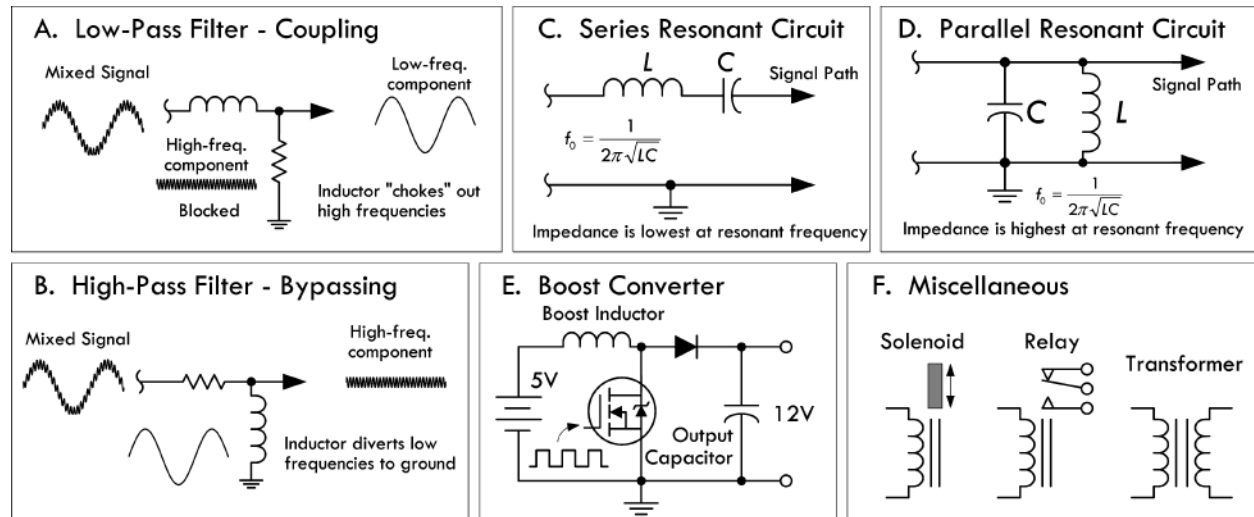 A. Low-Pass Filter - Coupling
Mixed Signal
Low-freq.
component
High-freq.
component
Blocked
Inductor "chokes" out
high frequencies
B. High-Pass Filter - Bypassing
Mixed Signal
High-freq.
component
Inductor diverts low
frequencies to ground
C. Series Resonant Circuit
L
C
Signal Path
f₀ = 1 / 2π√LC
Impedance is lowest at resonant frequency
D. Parallel Resonant Circuit
Signal Path
C
L
f₀ = 1 / 2π√LC
Impedance is highest at resonant frequency
E. Boost Converter
Boost Inductor
5V
12V
Output
Capacitor
F. Miscellaneous
Solenoid
Relay
Transformer